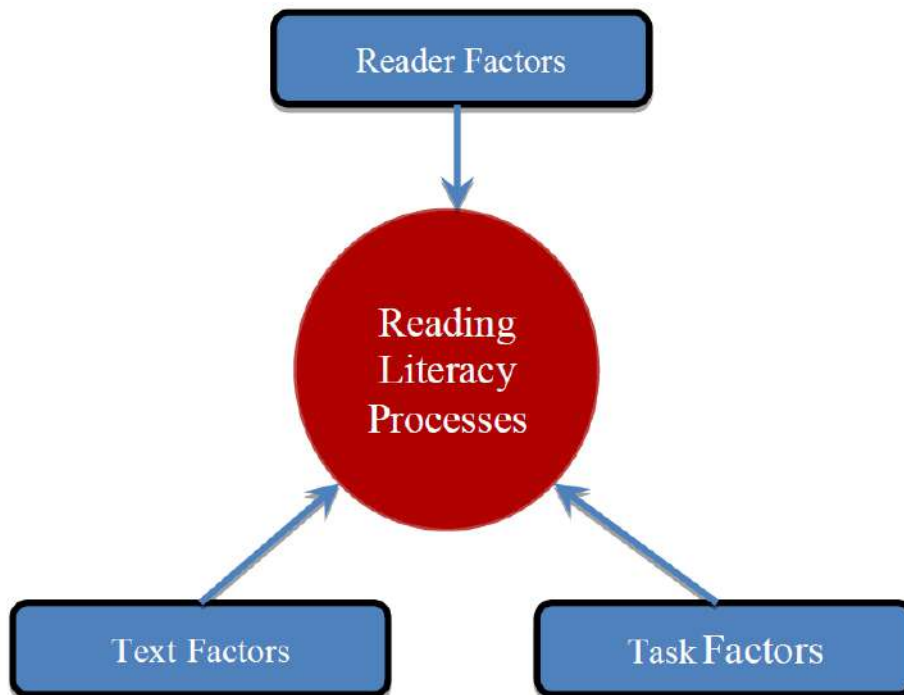 Reader Factors
Reading
Literacy
Processes
Text Factors
Task Factors